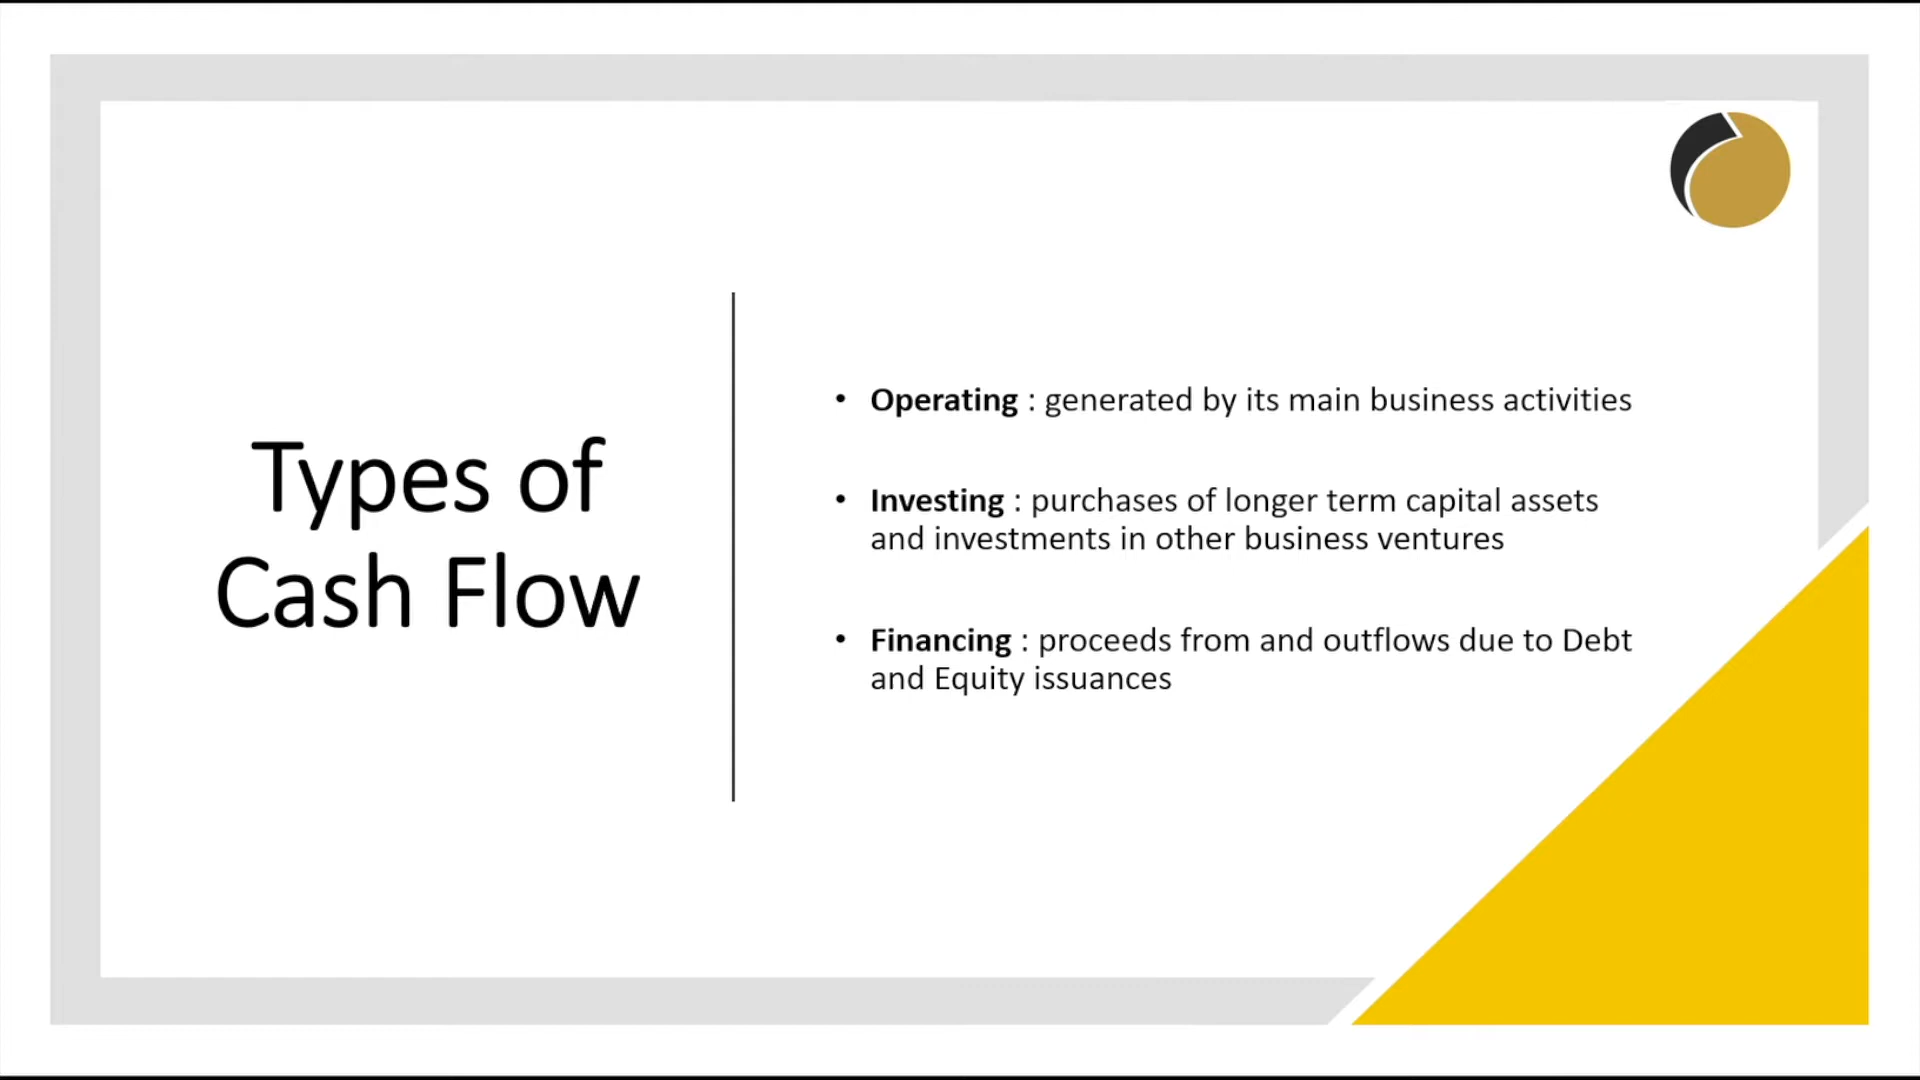 Types of
Cash Flow
• Operating : generated by its main business activities
• Investing : purchases of longer term capital assets
and investments in other business ventures
• Financing : proceeds from and outflows due to Debt
and Equity issuances